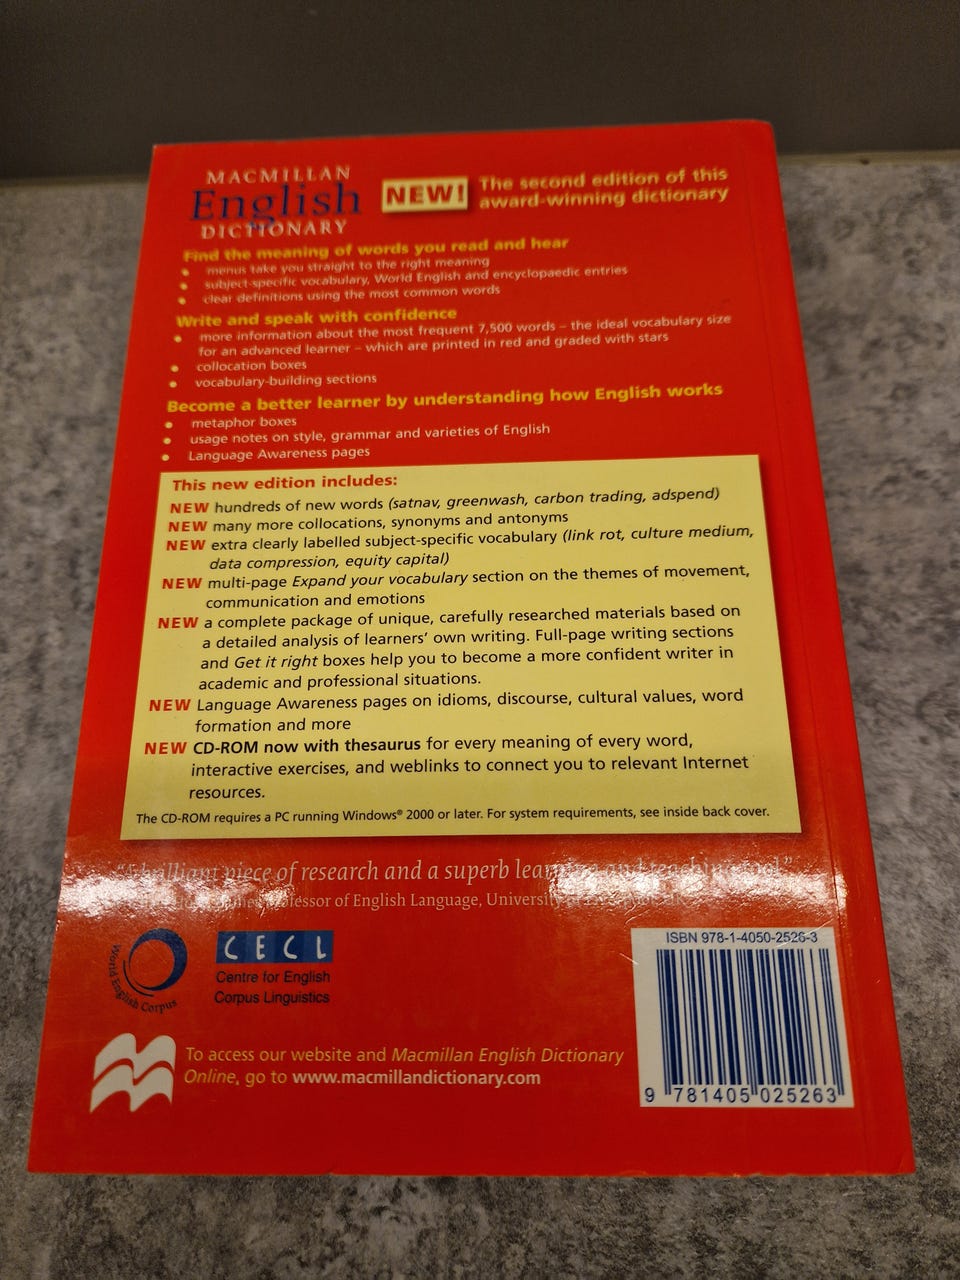 MACMILLAN
English
DICTIONARY
NEW!
The second edition of this
award-winning dictionary
Find the meaning of words you read and hear
• menus take you straight to the right meaning
• subject-specific vocabulary, World English and encyclopaedic entries
• clear definitions using the most common words
Write and speak with confidence
• more information about the most frequent 7,500 words – the ideal vocabulary size
for an advanced learner – which are printed in red and graded with stars
• collocation boxes
• vocabulary-building sections
Become a better learner by understanding how English works
• metaphor boxes
• usage notes on style, grammar and varieties of English
• Language Awareness pages
This new edition includes:
NEW hundreds of new words (satnav, greenwash, carbon trading, adspend)
NEW many more collocations, synonyms and antonyms
NEW extra clearly labelled subject-specific vocabulary (link rot, culture medium,
data compression, equity capital)
NEW multi-page Expand your vocabulary section on the themes of movement,
communication and emotions
NEW a complete package of unique, carefully researched materials based on
a detailed analysis of learners' own writing. Full-page writing sections
and Get it right boxes help you to become a more confident writer in
academic and professional situations.
NEW Language Awareness pages on idioms, discourse, cultural values, word
formation and more
NEW CD-ROM now with thesaurus for every meaning of every word,
interactive exercises, and weblinks to connect you to relevant Internet
resources.
The CD-ROM requires a PC running Windows® 2000 or later. For system requirements, see inside back cover.
"A brilliant piece of research and a superb learning and teaching tool"
Professor of English Language, University of
World English Corpus
CECL
Centre for English
Corpus Linguistics
ISBN 978-1-4050-2526-3
9 781405 025263
To access our website and Macmillan English Dictionary
Online, go to www.macmillandictionary.com